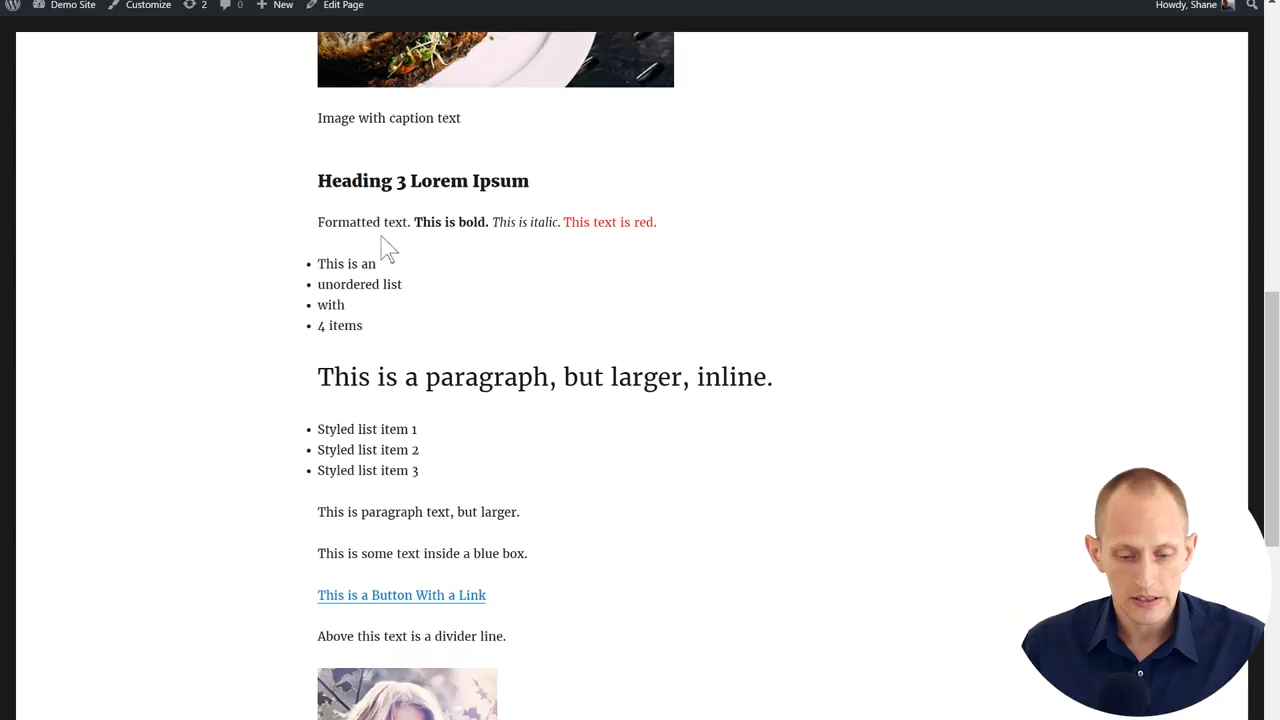 Demo Site Customize 2 0 New Edit Page Howdy, Shane
Image with caption text
Heading 3 Lorem Ipsum
Formatted text. This is bold. This is italic. This text is red.
• This is an
• unordered list
• with
• 4 items
This is a paragraph, but larger, inline.
• Styled list item 1
• Styled list item 2
• Styled list item 3
This is paragraph text, but larger.
This is some text inside a blue box.
This is a Button With a Link
Above this text is a divider line.